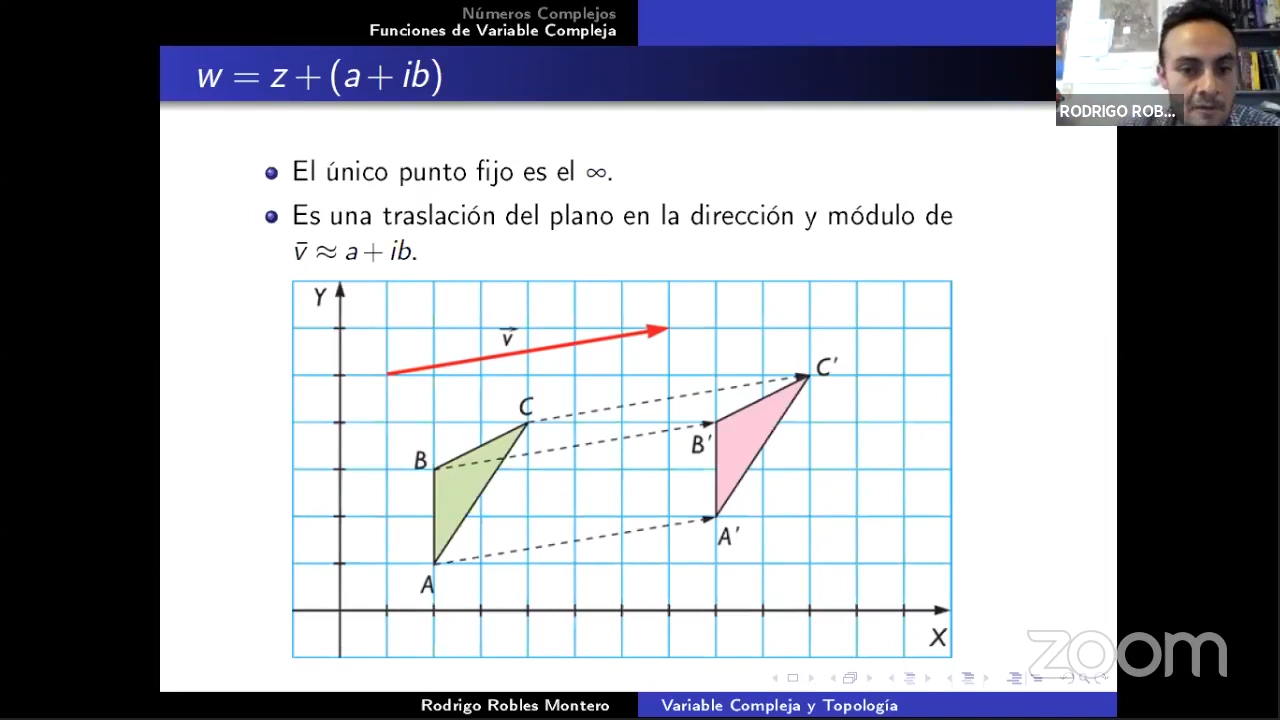 Números Complejos
Funciones de Variable Compleja
w = z + (a + ib)
RODRIGO ROB...
El único punto fijo es el ∞.
Es una traslación del plano en la dirección y módulo de
v̄ ≈ a + ib.
Y
v⃗
C'
C
B'
B
A'
A
X
zoom
Rodrigo Robles Montero
Variable Compleja y Topología